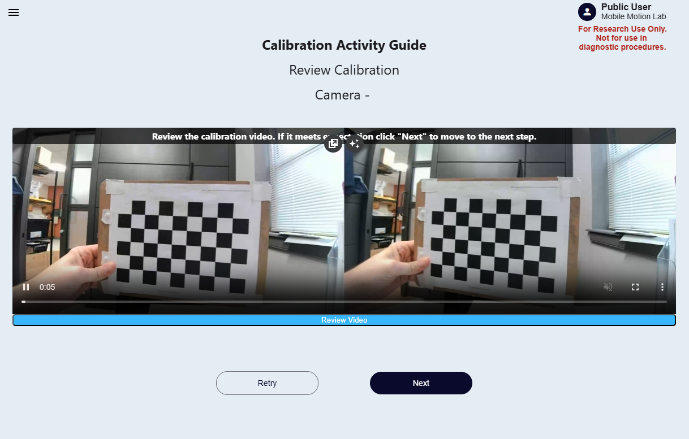 Public User
Mobile Motion Lab
For Research Use Only.
Not for use in
diagnostic procedures.
Calibration Activity Guide
Review Calibration
Camera -
Review the calibration video. If it meets click "Next" to move to the next step.
0:05
Review Video
Retry
Next